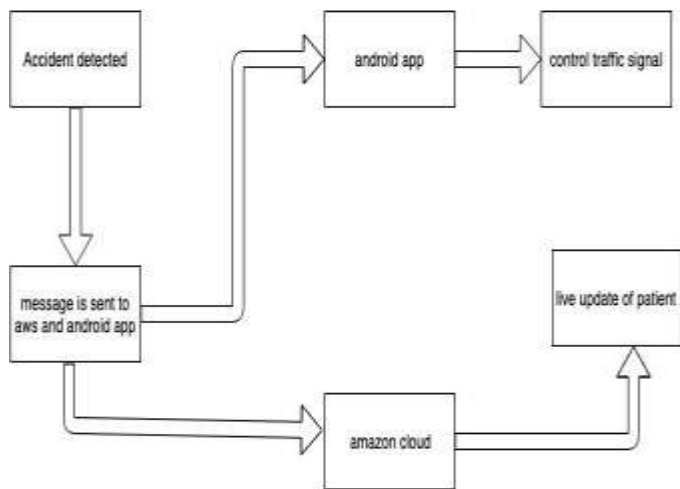 Accident detected
android app
control traffic signal
message is sent to
aws and android app
live update of patient
amazon cloud